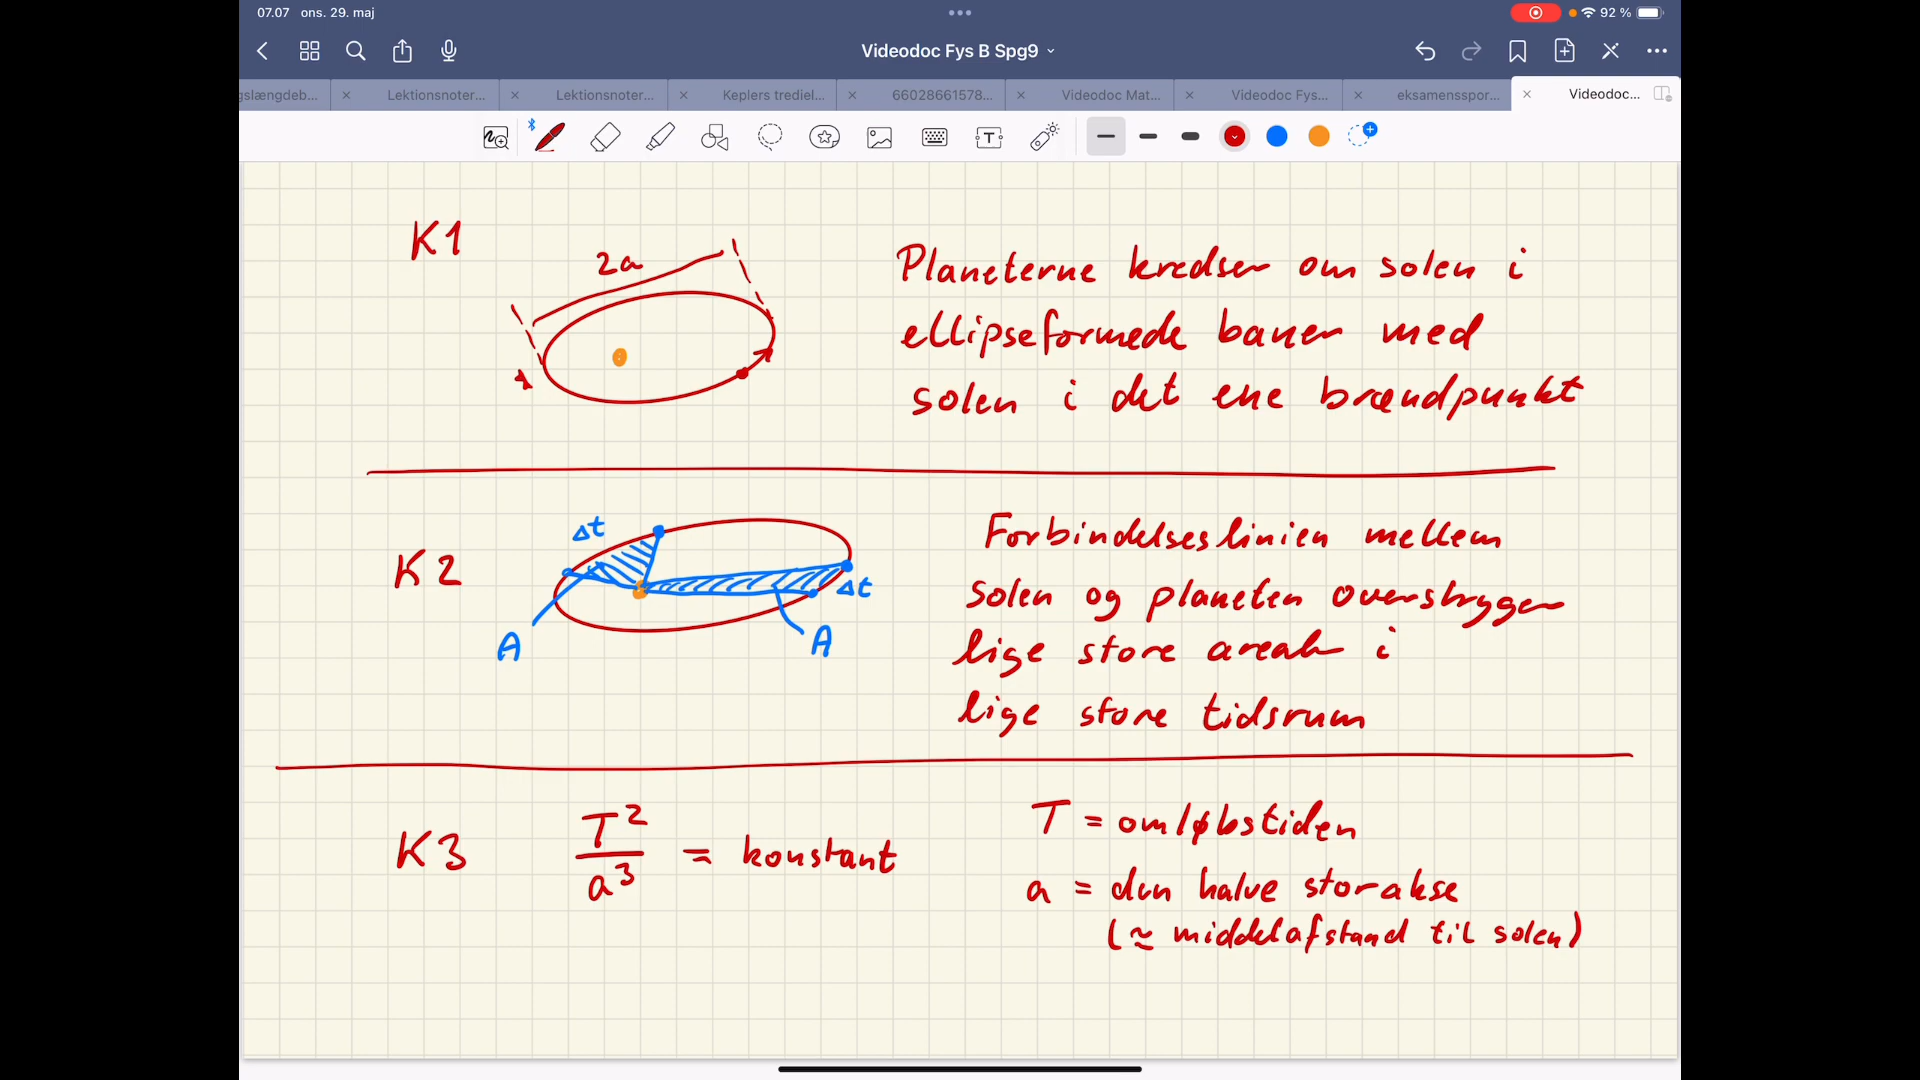 07.07 ons. 29. maj
92 %
Videodoc Fys B Spg9
gslængdeb...
Lektionsnoter...
Lektionsnoter...
Keplers trediel...
66028661578...
Videodoc Mat...
Videodoc Fys...
eksamensspor...
Videodoc...
K1
2a
Planeterne kredser om solen i
ellipseformede baner med
solen i det ene brændpunkt
K2
Δt
Δt
A
A
Forbindelseslinien mellem
solen og planeten overstryger
lige store arealer i
lige store tidsrum
K3
T²/a³ = konstant
T = omløbstiden
a = den halve storakse
(≈ middelafstand til solen)